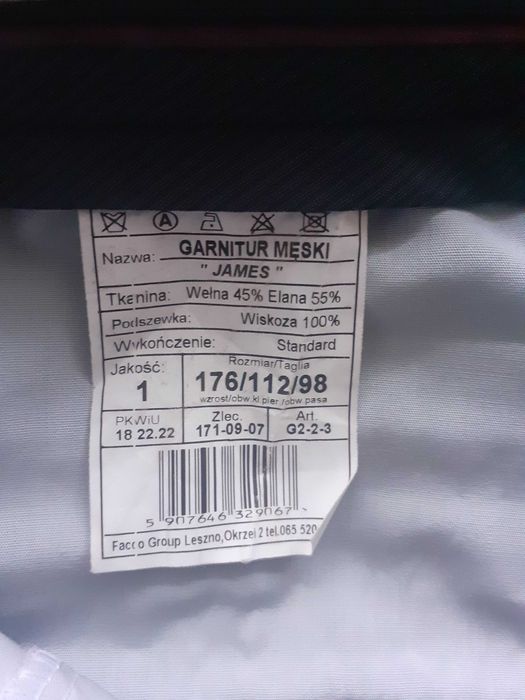 A
Nazwa: GARNITUR MĘSKI
" JAMES "
Tkanina: Wełna 45% Elana 55%
Podszewka: Wiskoza 100%
Wykończenie: Standard
Jakość: Rozmiar/Taglia
1 176/112/98
wzrost/obw.kl.pier./obw.pasa
PKWiU Zlec. Art.
18 22.22 171-09-07 G2-2-3
5 907646 329067 >
Facco Group Leszno,Okrzei 2 tel.065 520